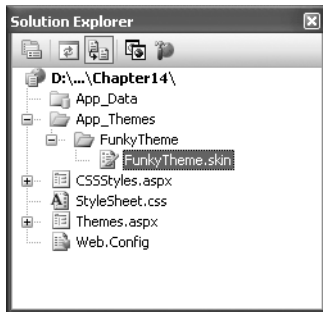 Solution Explorer
D:\...\Chapter14\
App_Data
App_Themes
FunkyTheme
FunkyTheme.skin
CSSStyles.aspx
StyleSheet.css
Themes.aspx
Web.Config